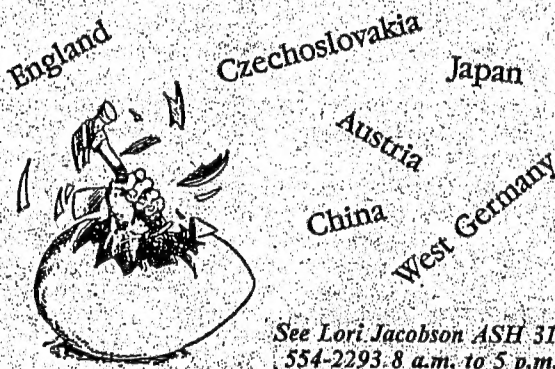 England
Czechoslovakia
Japan
Austria
China
West Germany
See Lori Jacobson ASH 31
554-2293 8 a.m. to 5 p.m.